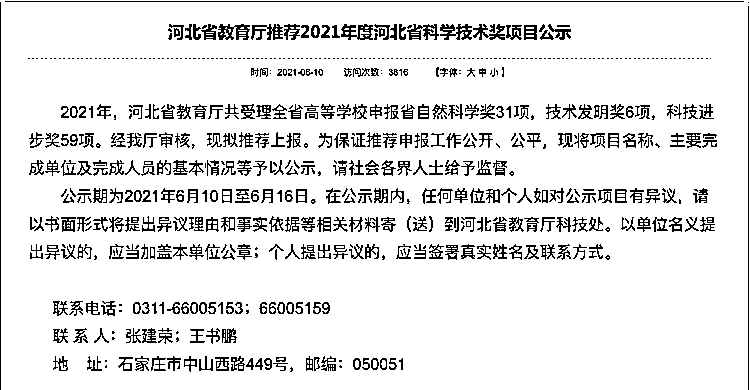 河北省教育厅推荐2021年度河北省科学技术奖项目公示
时间：2021-06-10 访问次数：3816 【字体：大 中 小】
2021年，河北省教育厅共受理全省高等学校申报省自然科学奖31项，技术发明奖6项，科技进
步奖59项。经我厅审核，现拟推荐上报。为保证推荐申报工作公开、公平，现将项目名称、主要完
成单位及完成人员的基本情况等予以公示，请社会各界人士给予监督。
公示期为2021年6月10日至6月16日。在公示期内，任何单位和个人如对公示项目有异议，请
以书面形式将提出异议理由和事实依据等相关材料寄（送）到河北省教育厅科技处。以单位名义提
出异议的，应当加盖本单位公章；个人提出异议的，应当签署真实姓名及联系方式。
联系电话：0311-66005153；66005159
联 系 人：张建荣；王书鹏
地 址：石家庄市中山西路449号，邮编：050051